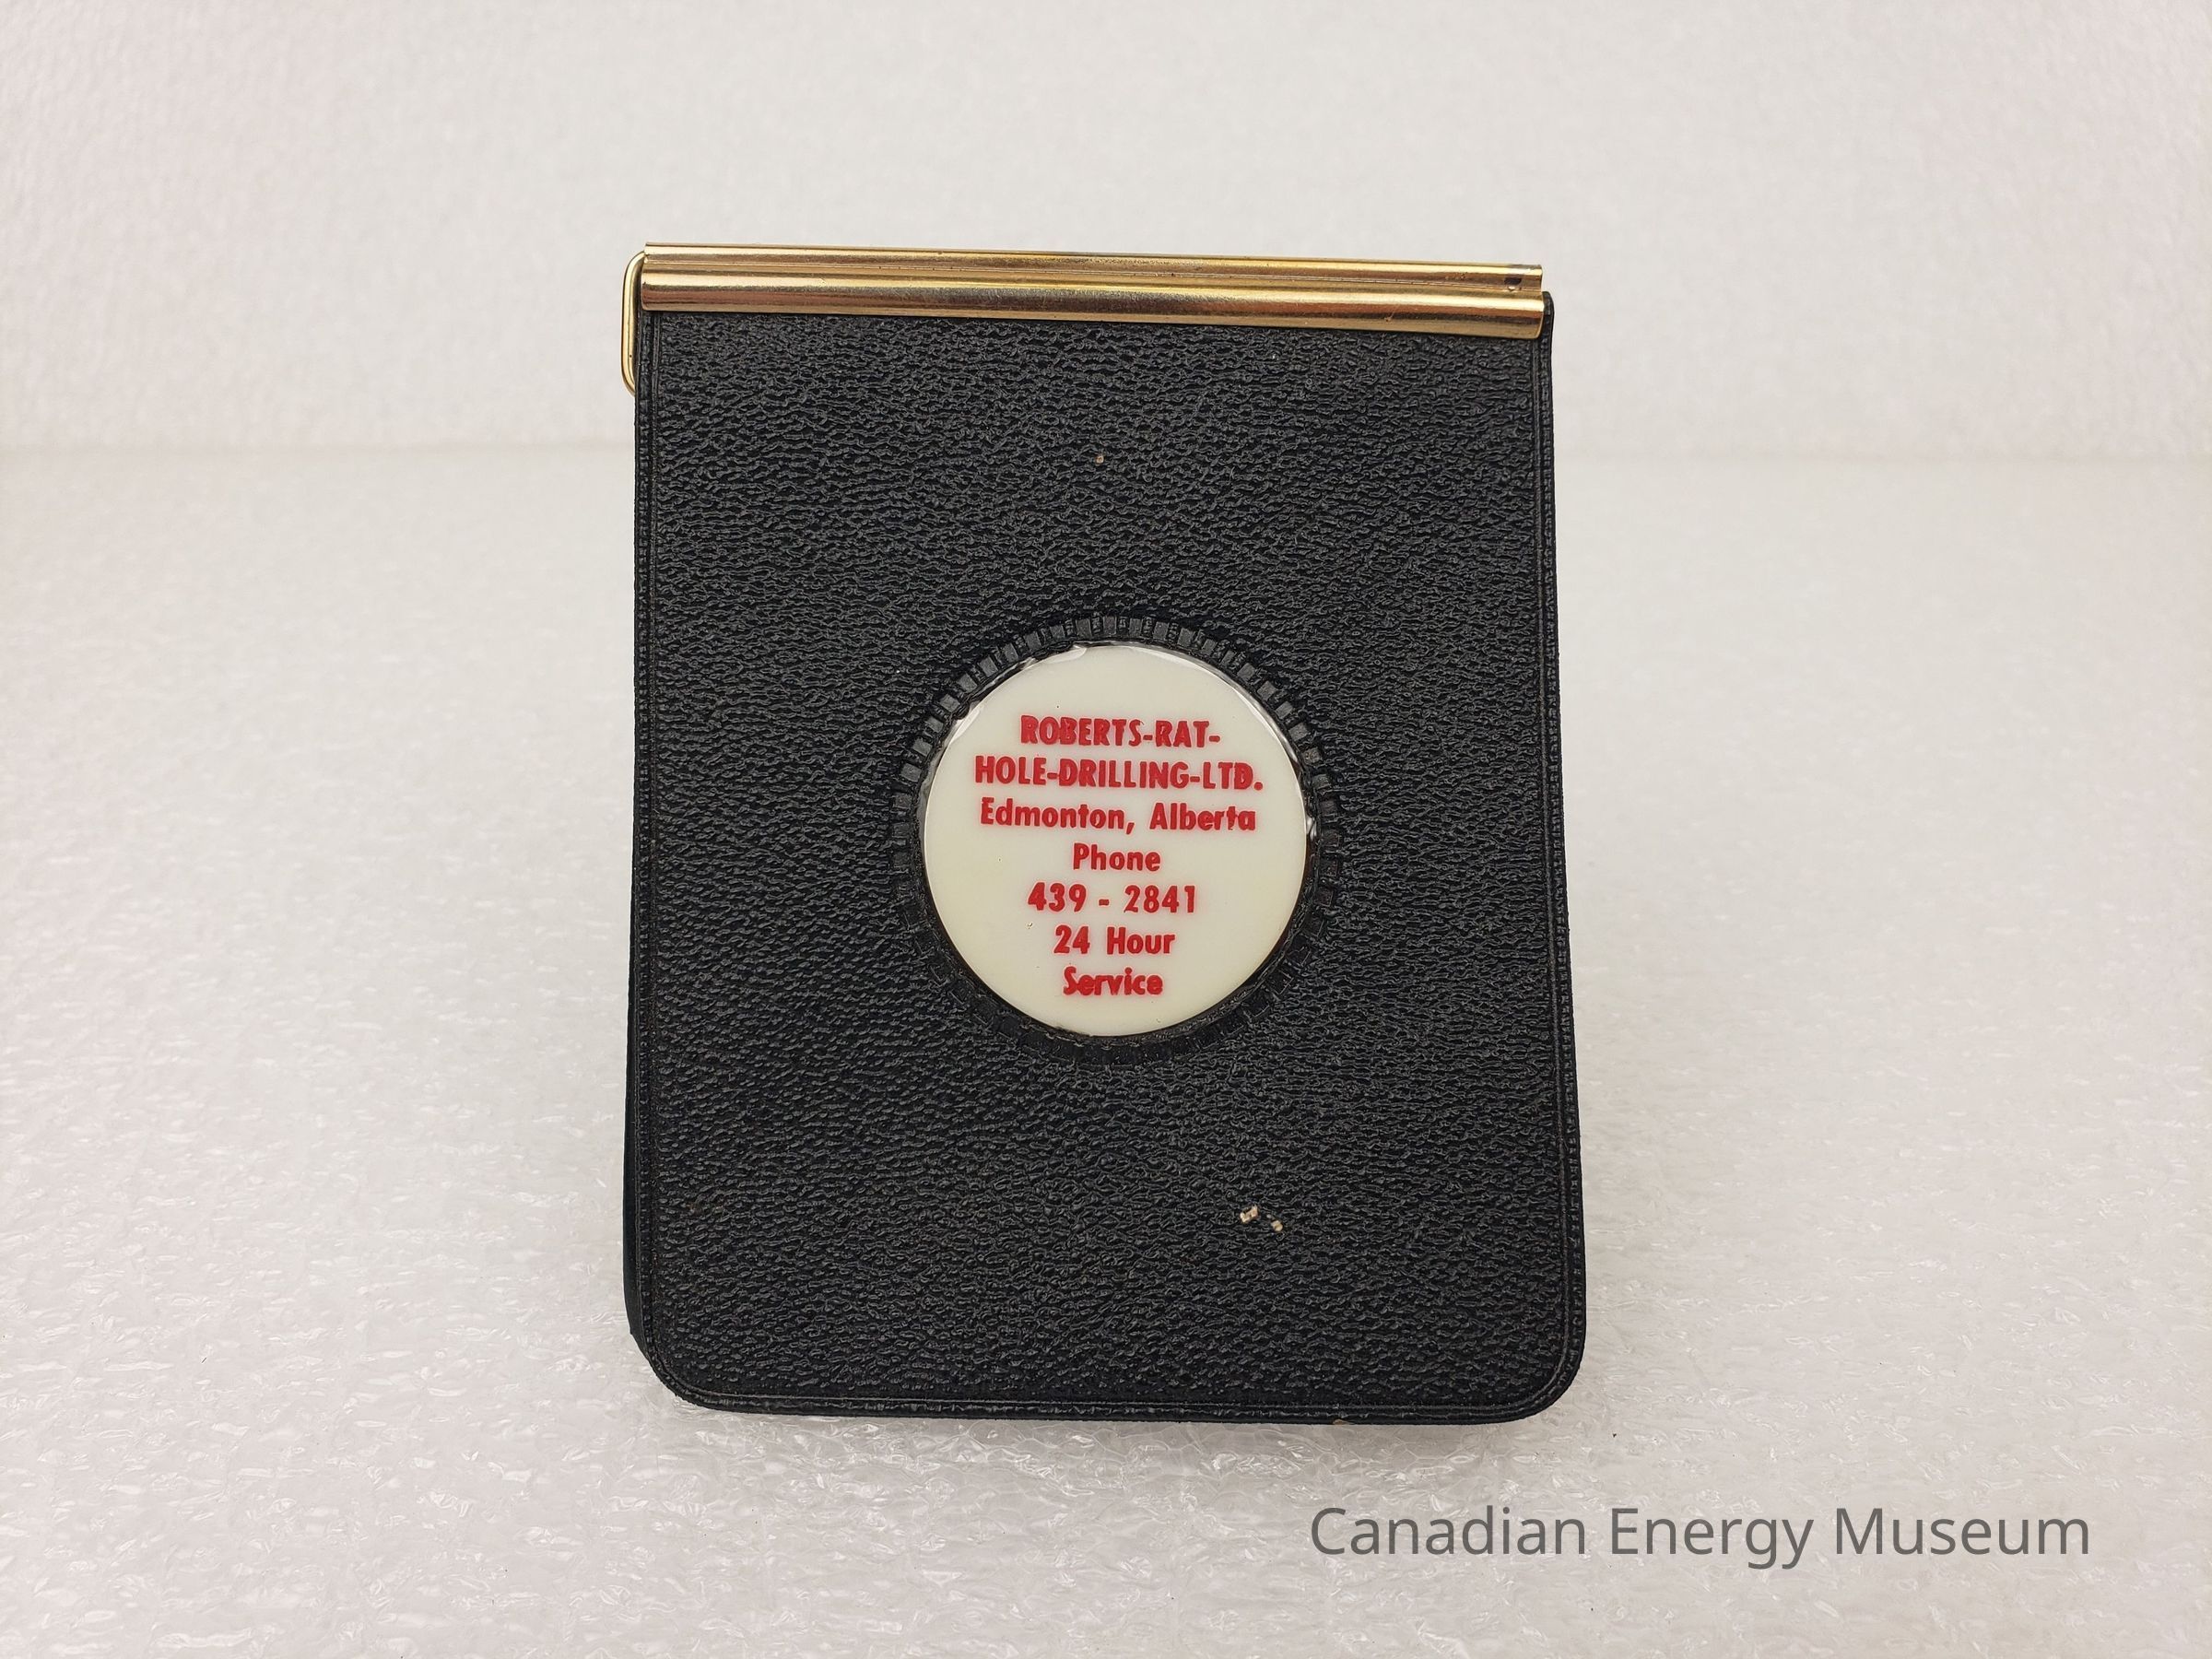 ROBERTS-RAT-
HOLE-DRILLING-LTD.
Edmonton, Alberta
Phone
439 - 2841
24 Hour
Service
Canadian Energy Museum